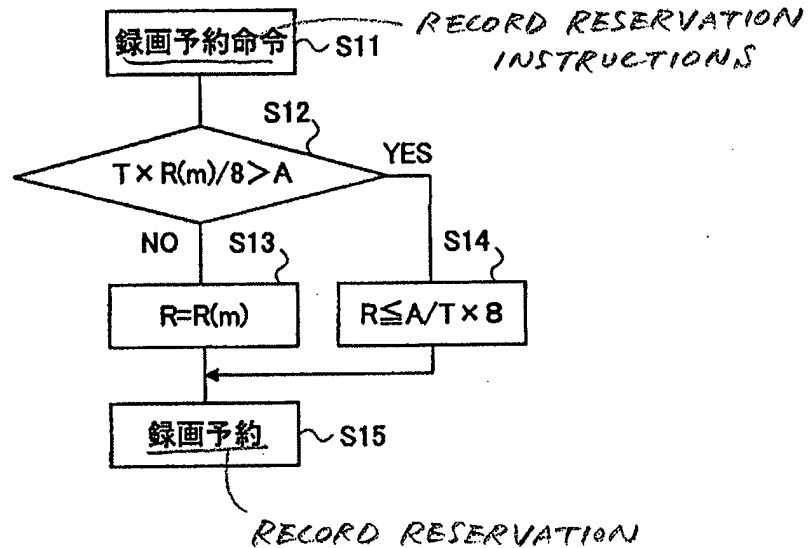 録画予約命令
S11
RECORD RESERVATION
INSTRUCTIONS
S12
T×R(m)/8>A
YES
NO
S13
S14
R=R(m)
R≦A/T×8
録画予約
S15
RECORD RESERVATION